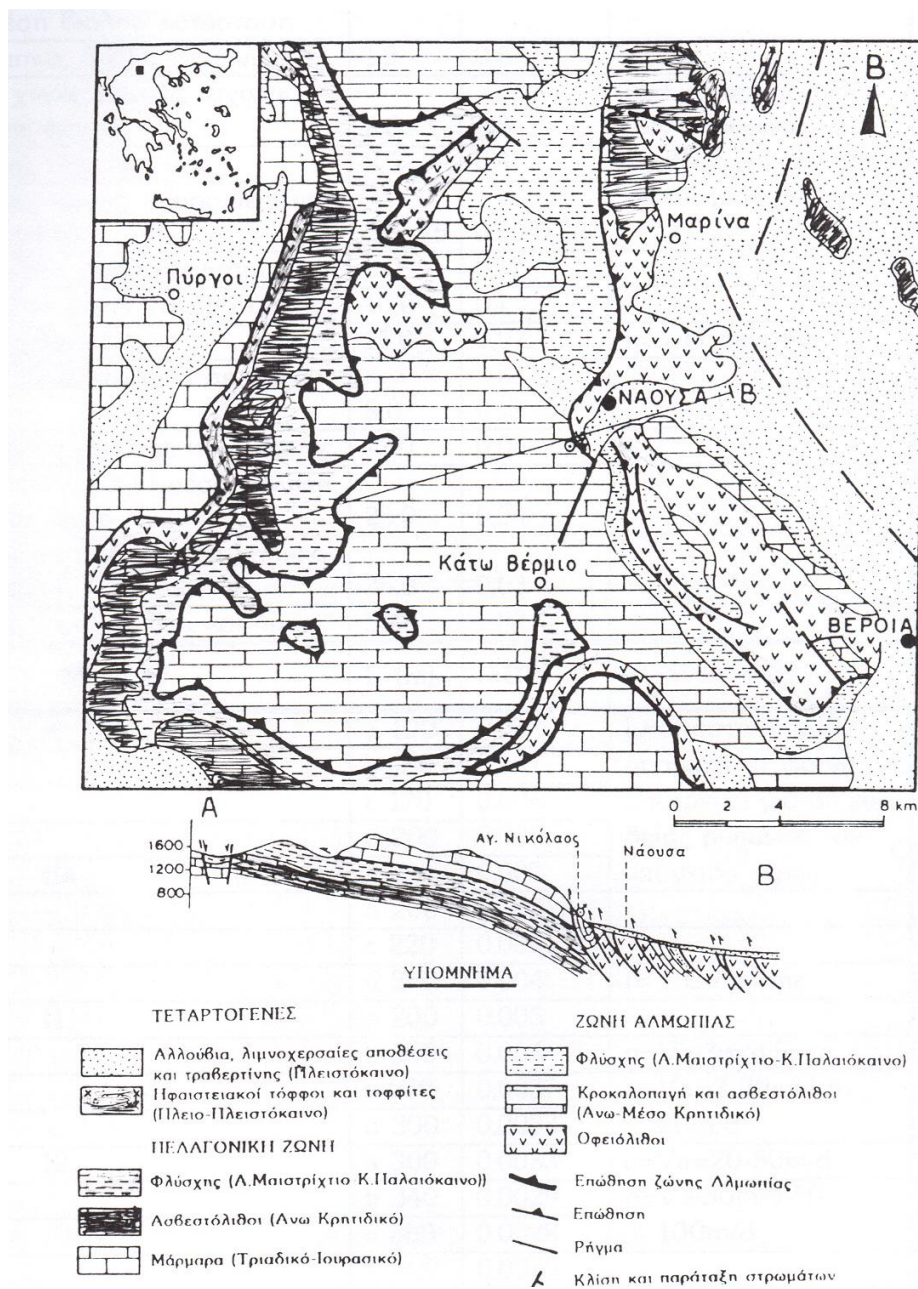 Β
Μαρίνα
Πύργοι
ΝΑΟΥΣΑ
Β
Κάτω Βέρμιο
ΒΕΡΟΙΑ
Α
0 2 4 8 km
1600
1200
800
Αγ. Νικόλαος
Νάουσα
Β
ΥΠΟΜΝΗΜΑ
ΤΕΤΑΡΤΟΓΕΝΕΣ
Αλλούβια, λιμνοχερσαίες αποθέσεις
και τραβερτίνης (Πλειστόκαινο)
Ηφαιστειακοί τόφφοι και τοφφίτες
(Πλειο-Πλειστόκαινο)
ΠΕΛΑΓΟΝΙΚΗ ΖΩΝΗ
Φλύσχης (Λ.Μαιστρίχτιο-Κ.Παλαιόκαινο))
Ασβεστόλιθοι (Ανω Κρητιδικό)
Μάρμαρα (Τριαδικό-Ιουρασικό)
ΖΩΝΗ ΑΛΜΩΠΙΑΣ
Φλύσχης (Λ.Μαιστρίχτιο-Κ.Παλαιόκαινο)
Κροκαλοπαγή και ασβεστόλιθοι
(Ανω-Μέσο Κρητιδικό)
Οφειόλιθοι
Επώθηση ζώνης Αλμωπίας
Επώθηση
Ρήγμα
Κλίση και παράταξη στρωμάτων